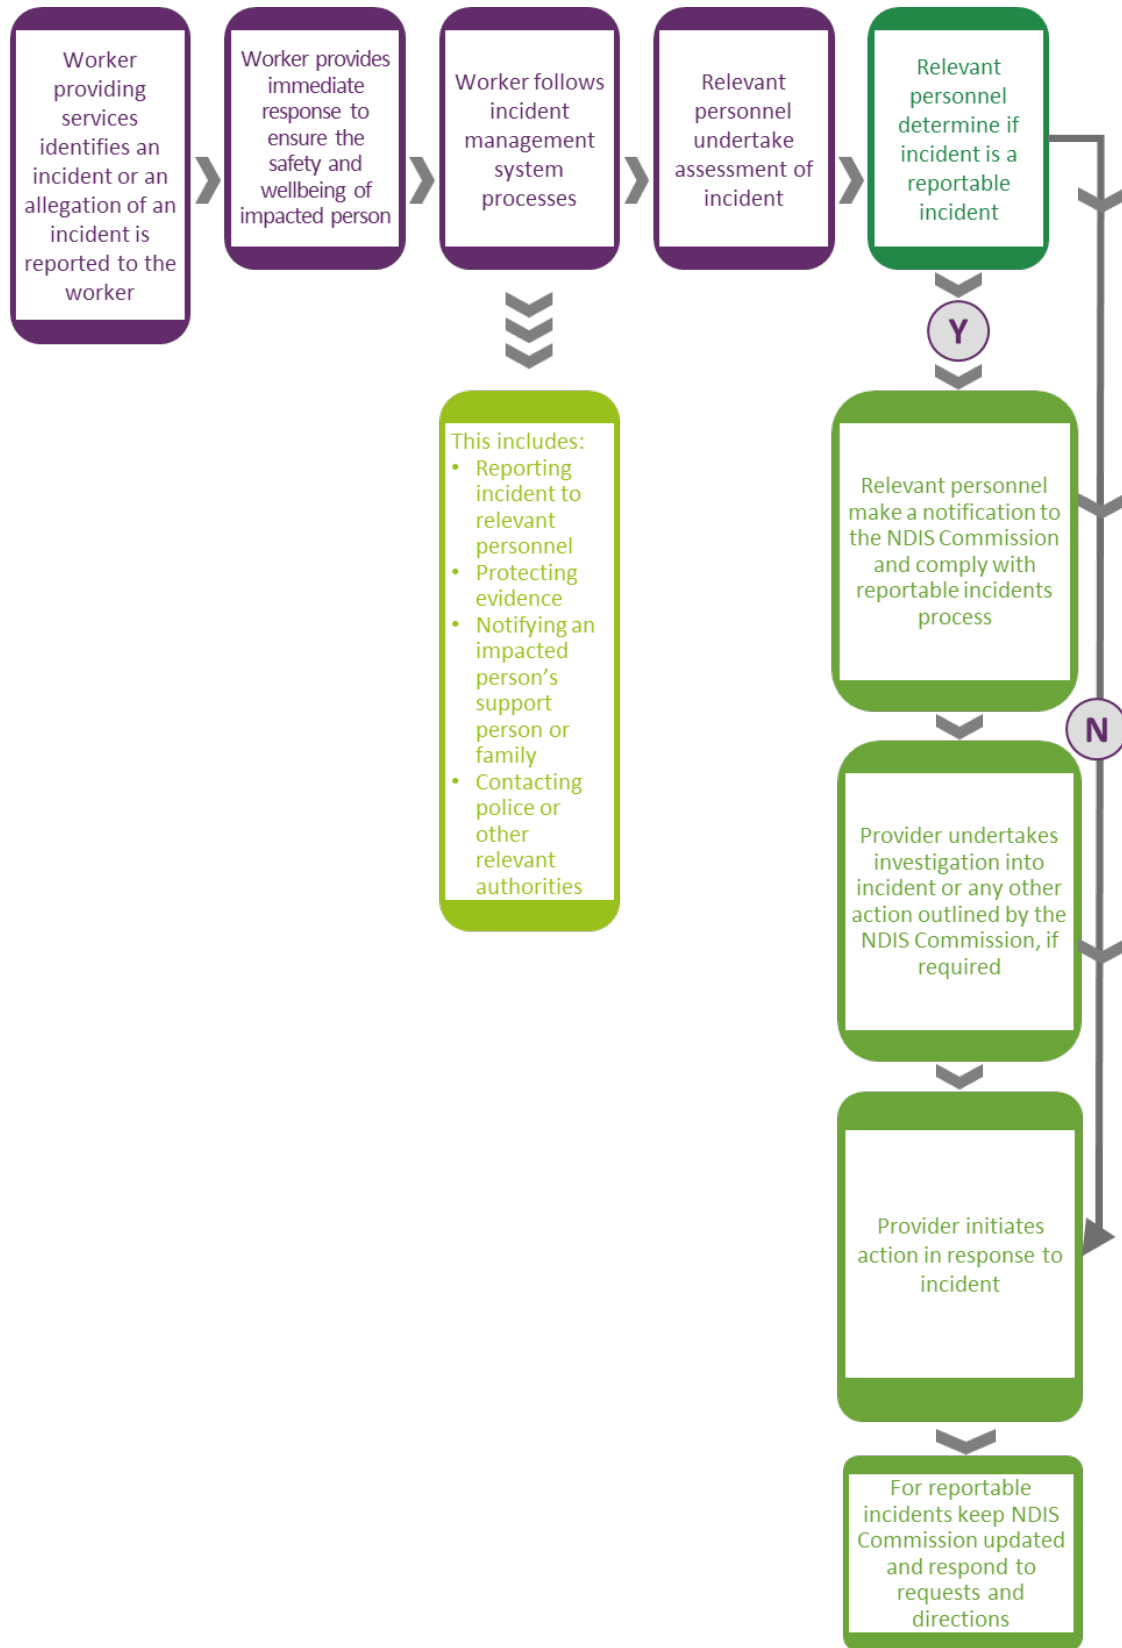 Worker
providing
services
identifies an
incident or an
allegation of an
incident is
reported to the
worker
Worker provides
immediate
response to
ensure the
safety and
wellbeing of
impacted person
Worker follows
incident
management
system
processes
Relevant
personnel
undertake
assessment of
incident
Relevant
personnel
determine if
incident is a
reportable
incident
Y
This includes:
• Reporting
incident to
relevant
personnel
• Protecting
evidence
• Notifying an
impacted
person's
support
person or
family
• Contacting
police or
other
relevant
authorities
Relevant personnel
make a notification to
the NDIS Commission
and comply with
reportable incidents
process
N
Provider undertakes
investigation into
incident or any other
action outlined by the
NDIS Commission, if
required
Provider initiates
action in response to
incident
For reportable
incidents keep NDIS
Commission updated
and respond to
requests and
directions